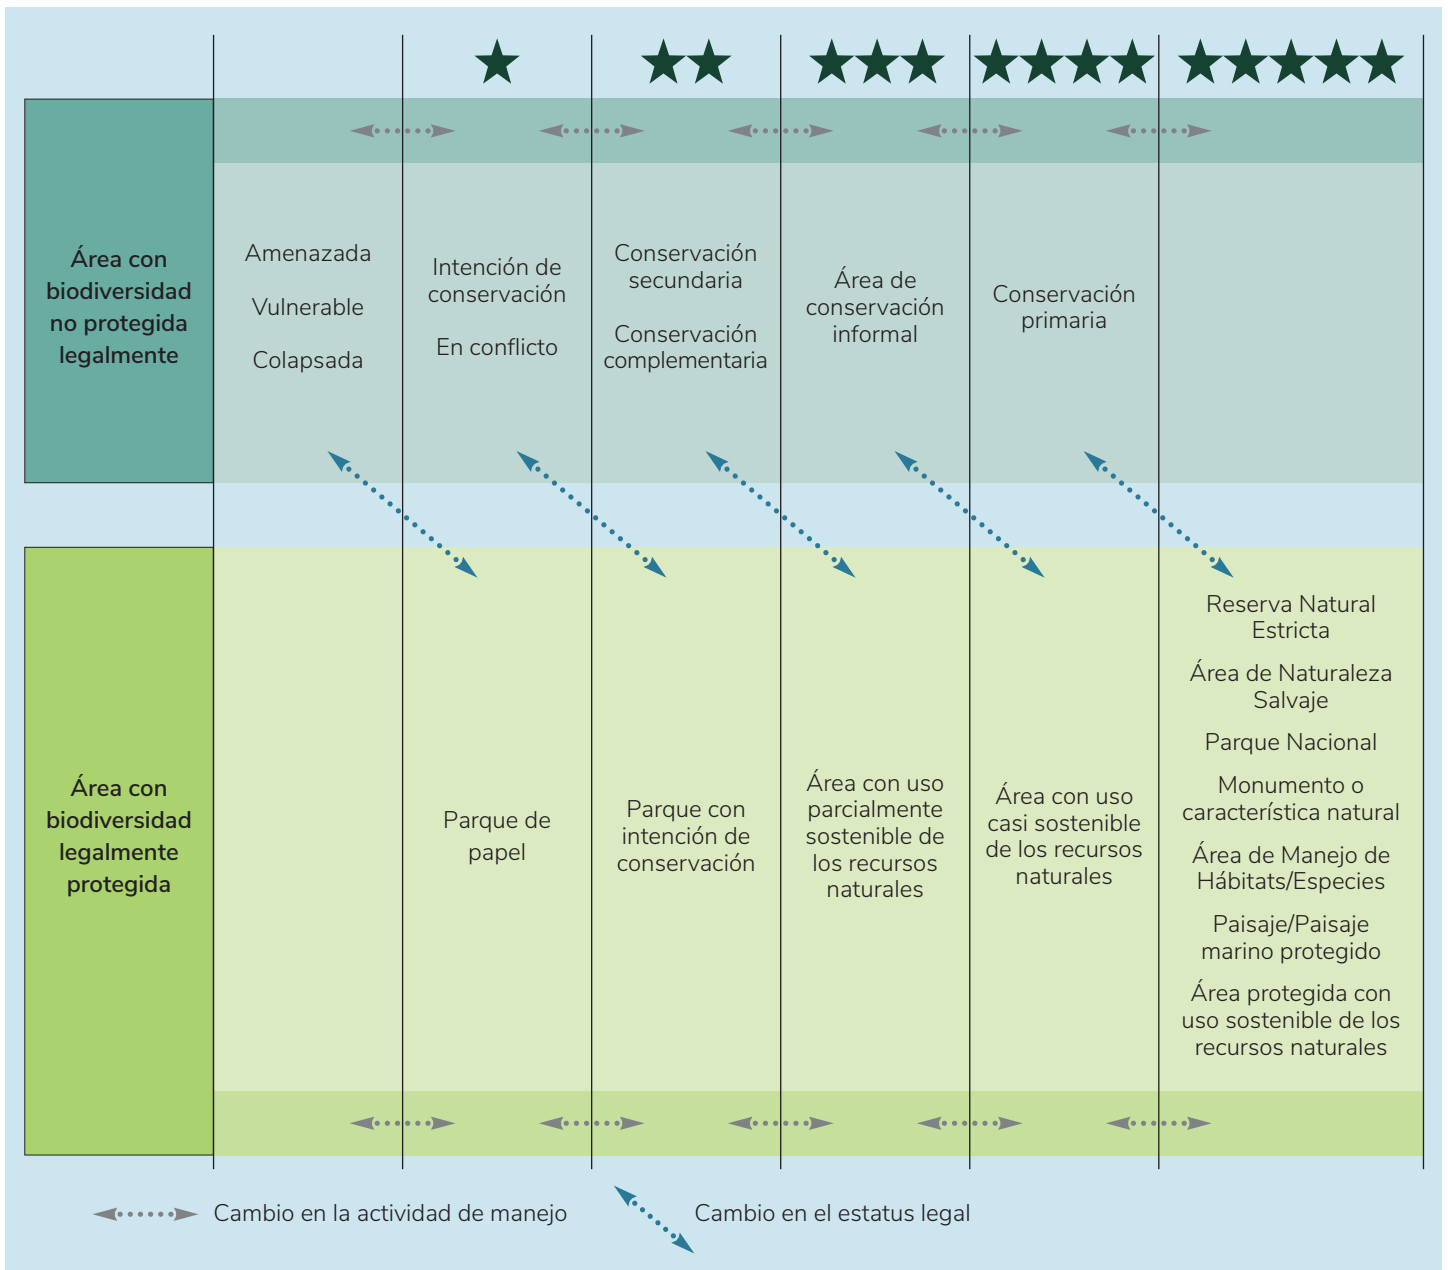 Área con
biodiversidad
no protegida
legalmente
Amenazada
Vulnerable
Colapsada
Intención de
conservación
En conflicto
Conservación
secundaria
Conservación
complementaria
Área de
conservación
informal
Conservación
primaria
Área con
biodiversidad
legalmente
protegida
Parque de
papel
Parque con
intención de
conservación
Área con uso
parcialmente
sostenible de
los recursos
naturales
Área con uso
casi sostenible
de los recursos
naturales
Reserva Natural
Estricta
Área de Naturaleza
Salvaje
Parque Nacional
Monumento o
característica natural
Área de Manejo de
Hábitats/Especies
Paisaje/Paisaje
marino protegido
Área protegida con
uso sostenible de los
recursos naturales
Cambio en la actividad de manejo
Cambio en el estatus legal